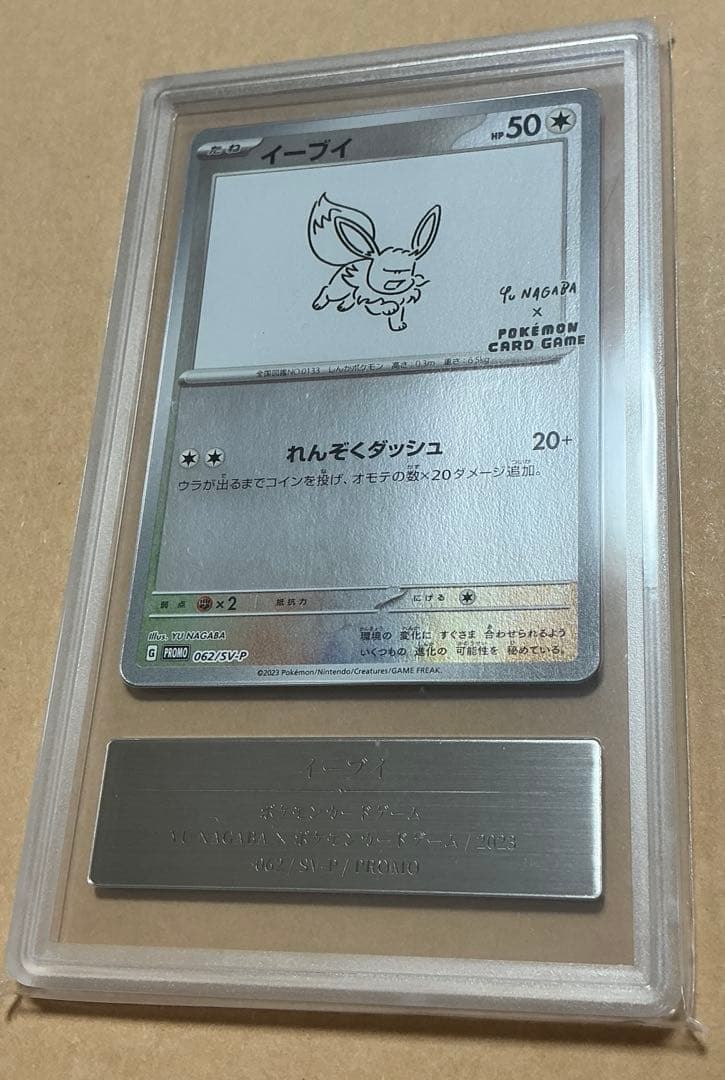 たね イーブイ HP 50
Yu NAGABA
×
POKÉMON
CARD GAME
全国図鑑NO.0133 しんかポケモン 高さ:0.3m 重さ:6.5kg
れんぞくダッシュ 20+
ウラが出るまでコインを投げ、オモテの数×20ダメージ追加。
弱点 ×2 抵抗力 にげる
Illus. YU NAGABA
環境の 変化に すぐさま 合わせられるよう
いくつもの 進化の 可能性を 秘めている。
G PROMO 062/SV-P
©2023 Pokémon/Nintendo/Creatures/GAME FREAK.
イーブイ
ポケモンカードゲーム
YU NAGABA × ポケモンカードゲーム / 2023
062 / SV-P / PROMO